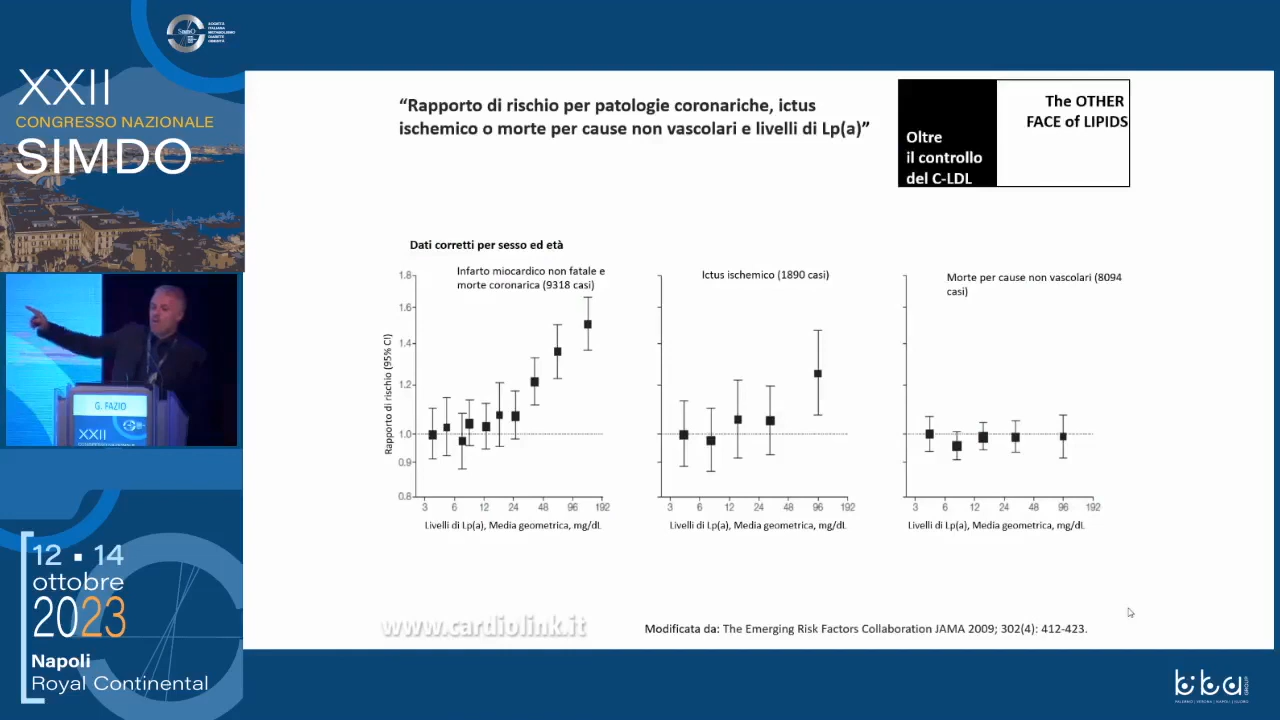 SOCIETÀ
ITALIANA
METABOLISMO
DIABETE
OBESITÀ
XXII
CONGRESSO NAZIONALE
SIMDO
G. FAZIO
XXII
12 ▪ 14
ottobre
2023
Napoli
Royal Continental
“Rapporto di rischio per patologie coronariche, ictus
ischemico o morte per cause non vascolari e livelli di Lp(a)”
Oltre
il controllo
del C-LDL
The OTHER
FACE of LIPIDS
Dati corretti per sesso ed età
Infarto miocardico non fatale e
morte coronarica (9318 casi)
Rapporto di rischio (95% CI)
1.8
1.6
1.4
1.2
1.0
0.9
0.8
3 6 12 24 48 96 192
Livelli di Lp(a), Media geometrica, mg/dL
Ictus ischemico (1890 casi)
3 6 12 24 48 96 192
Livelli di Lp(a), Media geometrica, mg/dL
Morte per cause non vascolari (8094
casi)
3 6 12 24 48 96 192
Livelli di Lp(a), Media geometrica, mg/dL
www.cardiolink.it
Modificata da: The Emerging Risk Factors Collaboration JAMA 2009; 302(4): 412-423.
bba
GROUP